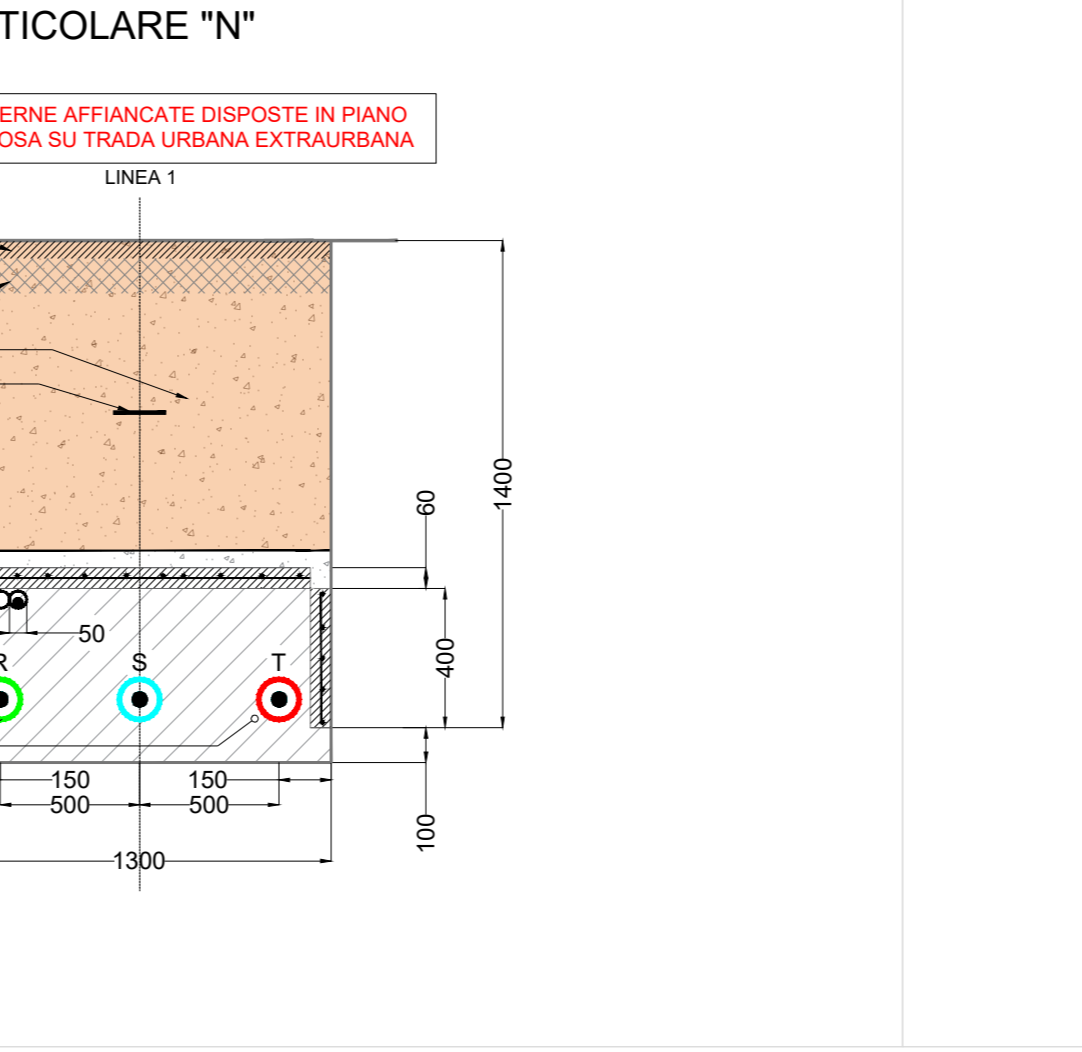 TICOLARE "N"
ERNE AFFIANCATE DISPOSTE IN PIANO
OSA SU TRADA URBANA EXTRAURBANA
LINEA 1
60
1400
50
400
R
S
T
150
150
500
500
100
1300